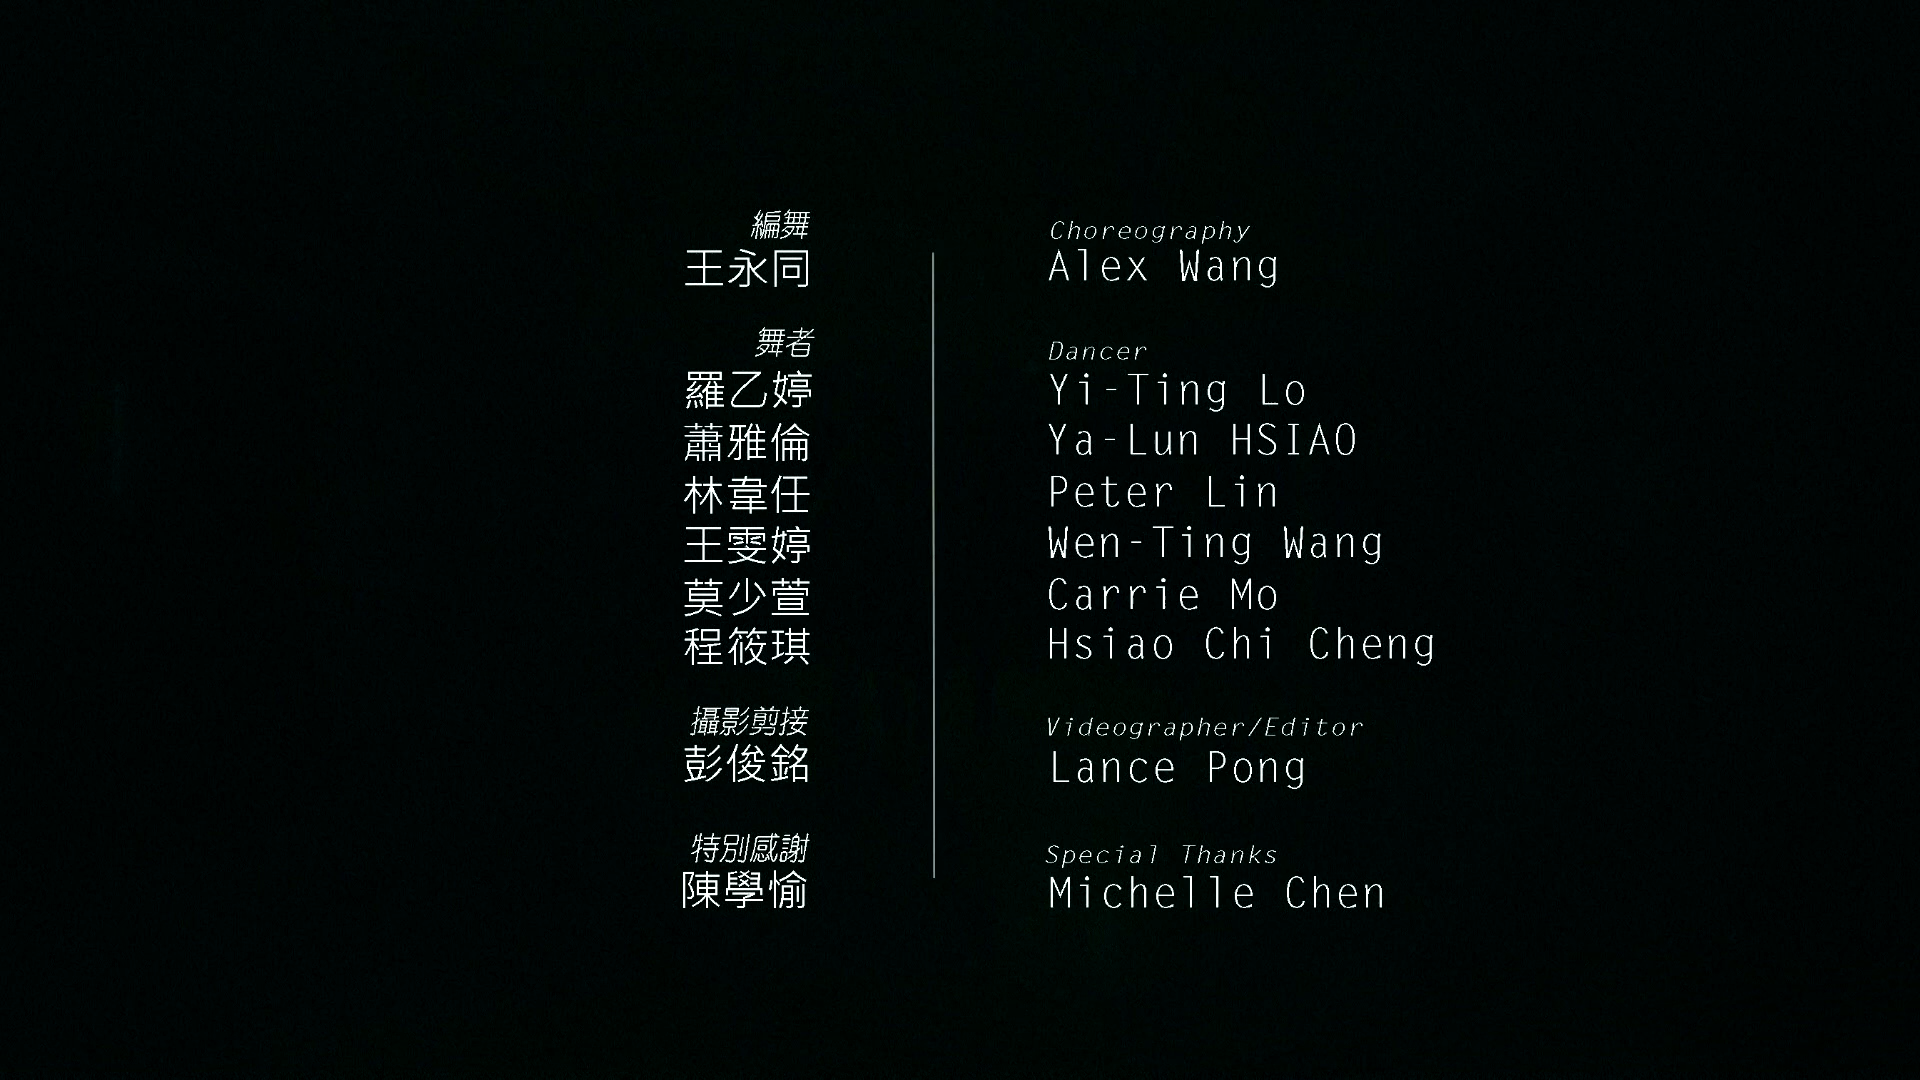 編舞
王永同
舞者
羅乙婷
蕭雅倫
林韋任
王雯婷
莫少萱
程筱琪
攝影剪接
彭俊銘
特別感謝
陳學愉
Choreography
Alex Wang
Dancer
Yi-Ting Lo
Ya-Lun HSIAO
Peter Lin
Wen-Ting Wang
Carrie Mo
Hsiao Chi Cheng
Videographer/Editor
Lance Pong
Special Thanks
Michelle Chen